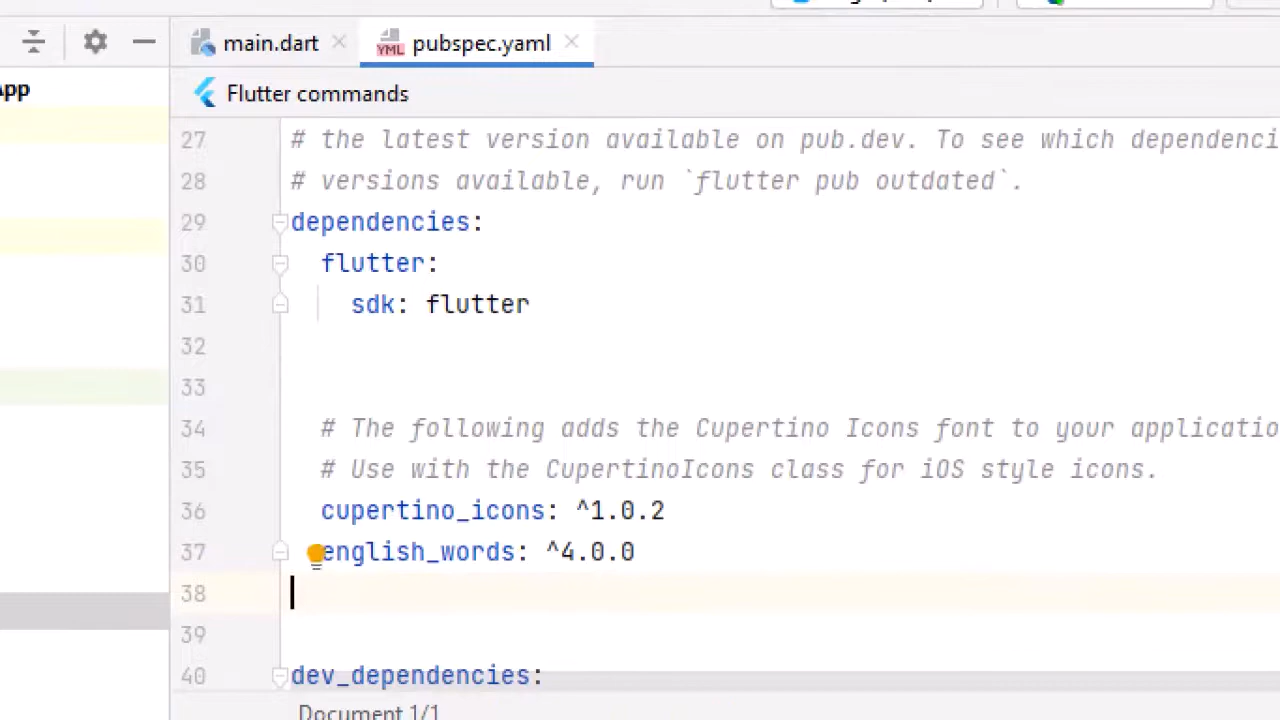 main.dart
YML pubspec.yaml
App
Flutter commands
27 # the latest version available on pub.dev. To see which dependenci
28 # versions available, run `flutter pub outdated`.
29 dependencies:
30 flutter:
31 sdk: flutter
32
33
34 # The following adds the Cupertino Icons font to your applicatio
35 # Use with the CupertinoIcons class for iOS style icons.
36 cupertino_icons: ^1.0.2
37 english_words: ^4.0.0
38
39
40 dev_dependencies:
Document 1/1